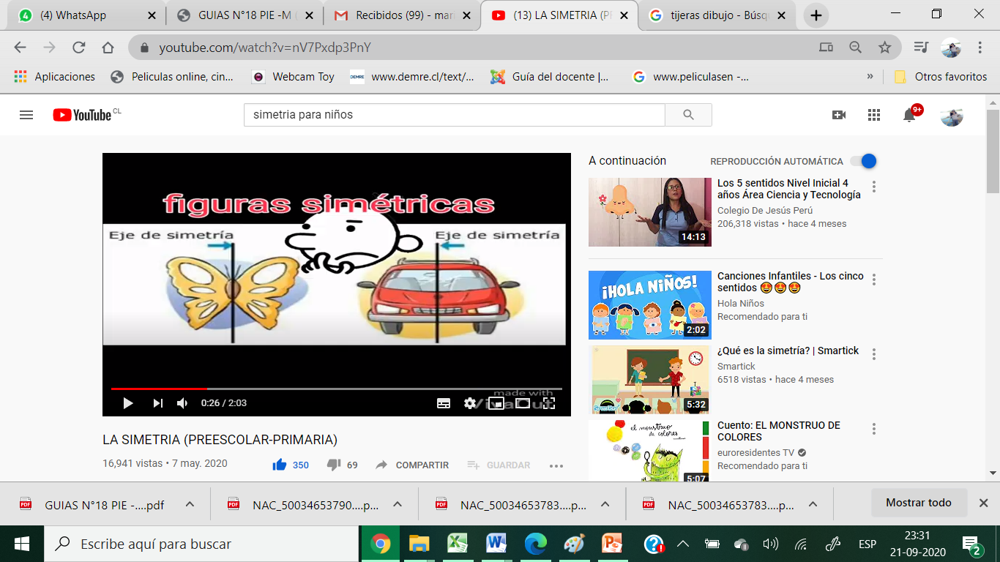 (4) WhatsApp
GUIAS N°18 PIE -M (
Recibidos (99) - mar
(13) LA SIMETRIA (P
tijeras dibujo - Búsqu
youtube.com/watch?v=nV7Pxdp3PnY
Aplicaciones
Peliculas online, cin...
Webcam Toy
DEMRE
www.demre.cl/text/...
Guía del docente |...
www.peliculasen -...
»
Otros favoritos
YouTube CL
simetria para niños
9+
figuras simétricas
Eje de simetría
Eje de simetría
made with
VivaCut
0:26 / 2:03
LA SIMETRIA (PREESCOLAR-PRIMARIA)
16,941 vistas • 7 may. 2020
350
69
COMPARTIR
GUARDAR
A continuación
REPRODUCCIÓN AUTOMÁTICA
14:13
Los 5 sentidos Nivel Inicial 4
años Área Ciencia y Tecnología
Colegio De Jesús Perú
206,318 vistas • hace 4 meses
¡HOLA NIÑOS!
2:02
Canciones Infantiles - Los cinco
sentidos 🤩🤩🤩
Hola Niños
Recomendado para ti
5:32
¿Qué es la simetría? | Smartick
Smartick
6518 vistas • hace 4 meses
el monstruo
de colores
5:07
Cuento: EL MONSTRUO DE
COLORES
euroresidentes TV
Recomendado para ti
PDF
GUIAS N°18 PIE -....pdf
PDF
NAC_50034653790....p...
PDF
NAC_50034653783....p...
PDF
NAC_50034653783....p...
Mostrar todo
Escribe aquí para buscar
ESP
23:31
21-09-2020
2